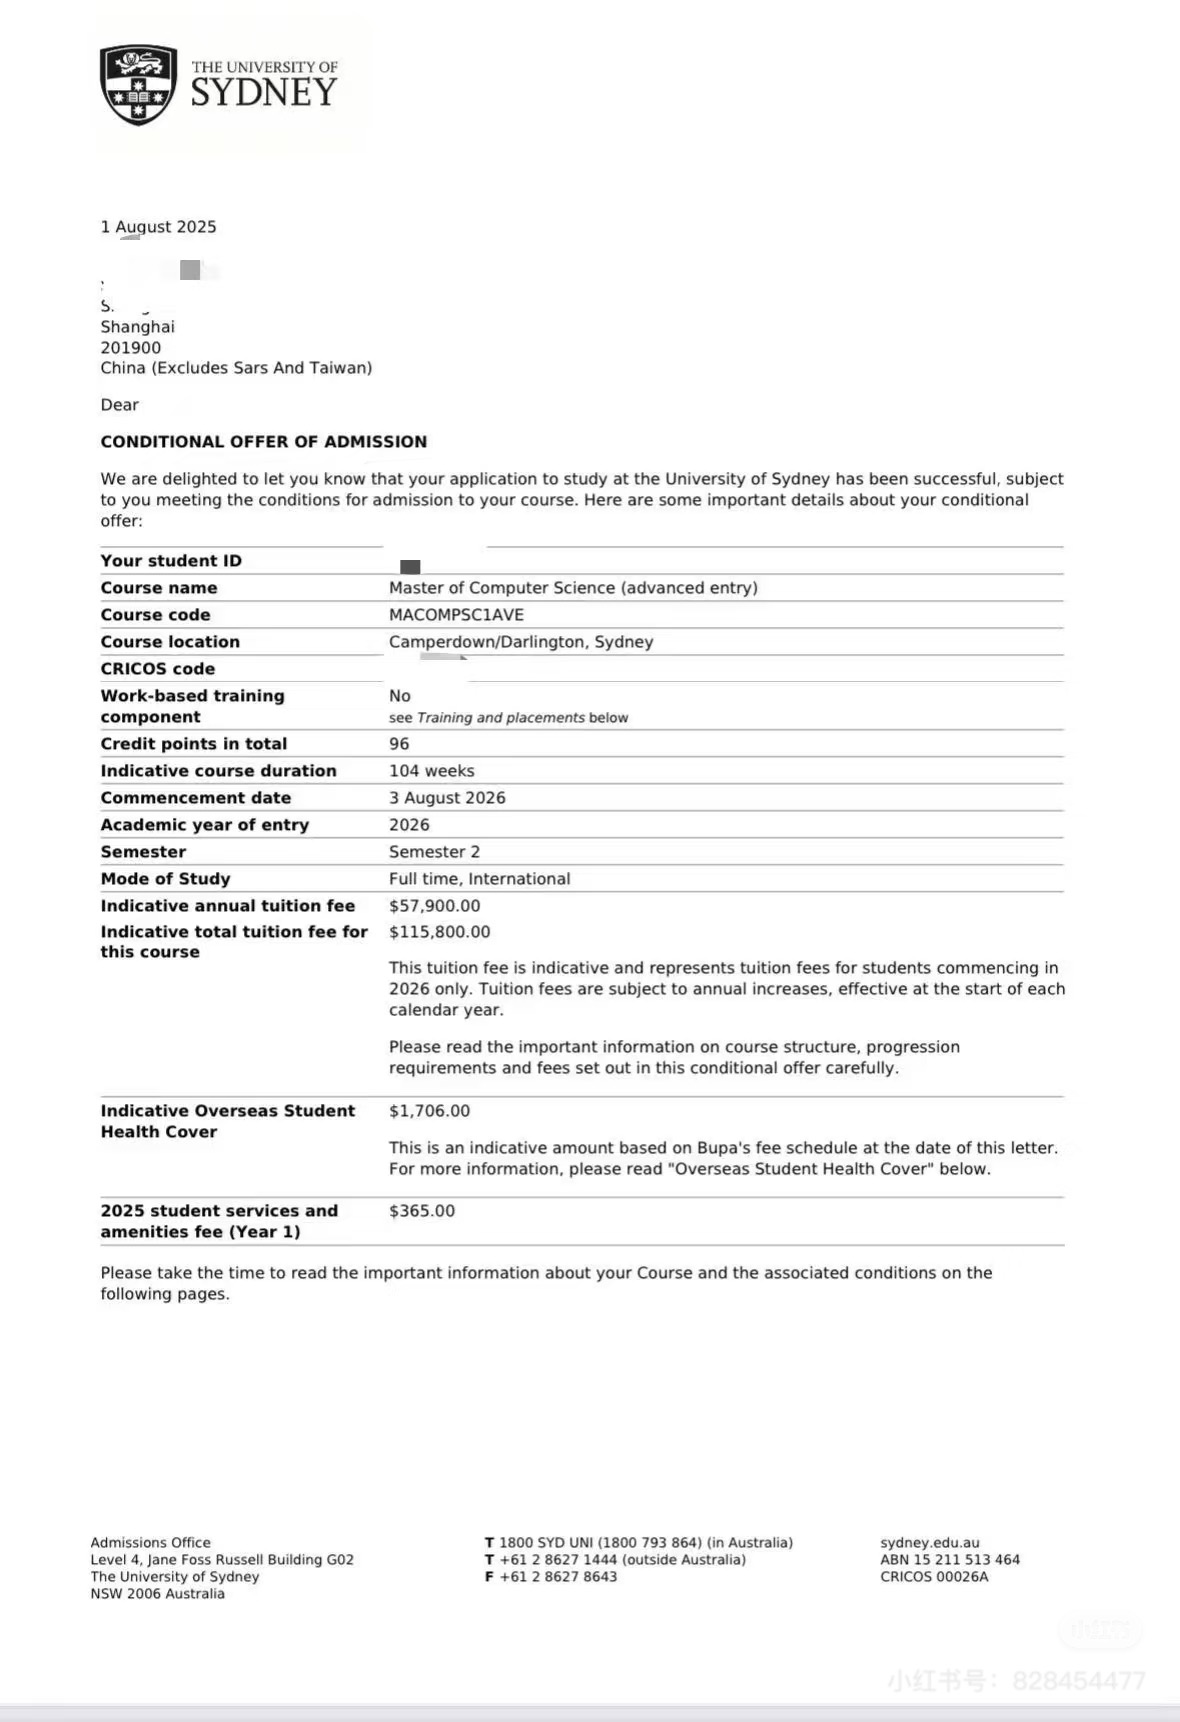 THE UNIVERSITY OF
SYDNEY
1 August 2025
Shanghai
201900
China (Excludes Sars And Taiwan)
Dear
CONDITIONAL OFFER OF ADMISSION
We are delighted to let you know that your application to study at the University of Sydney has been successful, subject
to you meeting the conditions for admission to your course. Here are some important details about your conditional
offer:
Your student ID
Course name Master of Computer Science (advanced entry)
Course code MACOMPSC1AVE
Course location Camperdown/Darlington, Sydney
CRICOS code
Work-based training No
component see Training and placements below
Credit points in total 96
Indicative course duration 104 weeks
Commencement date 3 August 2026
Academic year of entry 2026
Semester Semester 2
Mode of Study Full time, International
Indicative annual tuition fee $57,900.00
Indicative total tuition fee for $115,800.00
this course
This tuition fee is indicative and represents tuition fees for students commencing in
2026 only. Tuition fees are subject to annual increases, effective at the start of each
calendar year.
Please read the important information on course structure, progression
requirements and fees set out in this conditional offer carefully.
Indicative Overseas Student $1,706.00
Health Cover
This is an indicative amount based on Bupa's fee schedule at the date of this letter.
For more information, please read "Overseas Student Health Cover" below.
2025 student services and $365.00
amenities fee (Year 1)
Please take the time to read the important information about your Course and the associated conditions on the
following pages.
Admissions Office
Level 4, Jane Foss Russell Building G02
The University of Sydney
NSW 2006 Australia
T 1800 SYD UNI (1800 793 864) (in Australia)
T +61 2 8627 1444 (outside Australia)
F +61 2 8627 8643
sydney.edu.au
ABN 15 211 513 464
CRICOS 00026A
小红书
小红书号：828454477